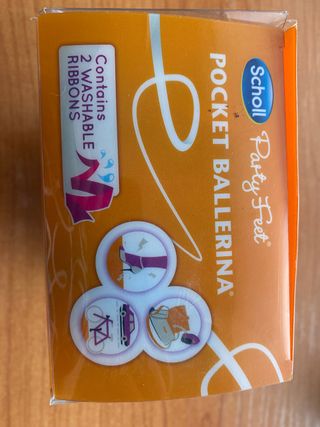 Scholl
Party Feet®
POCKET BALLERINA®
Contains
2 WASHABLE
RIBBONS